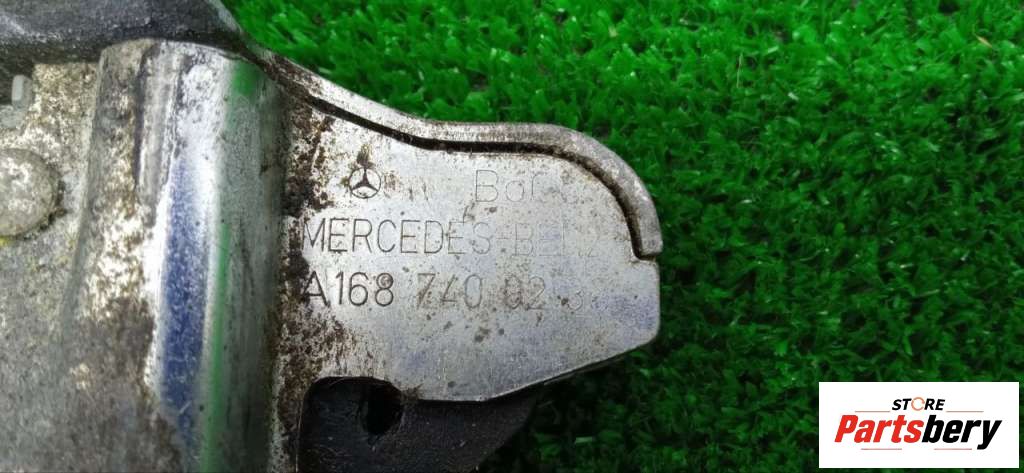 MERCEDES-BENZ
A168 740 02
STORE
Partsbery